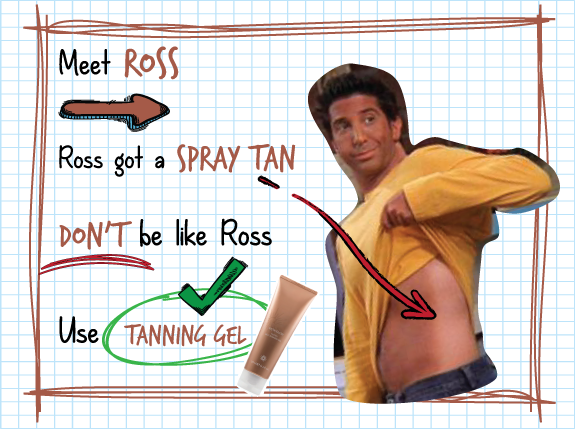 Meet ROSS
Ross got a SPRAY TAN
DON'T be like Ross
Use TANNING GEL